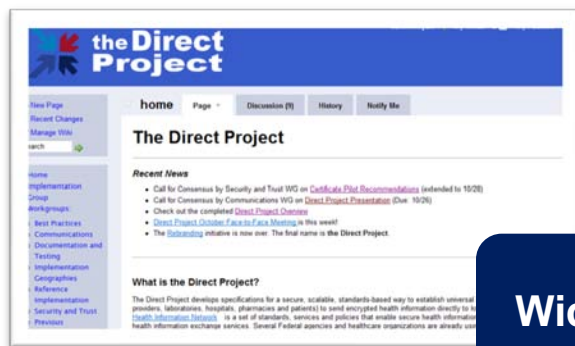 the Direct
Project
New Page
Recent Changes
Manage Wiki
home Page Discussion (9) History Notify Me
The Direct Project
Recent News
Call for Consensus by Security and Trust WG on Certificate Pilot Recommendations (extended to 10/28)
Call for Consensus by Communications WG on Direct Project Presentation (Due: 10/26)
Check out the completed Direct Project Overview
Direct Project October Face-to-Face Meeting is this week!
The Rebranding initiative is now over. The final name is the Direct Project.
Home
Implementation
Group
Workgroups:
Best Practices
Communications
Documentation and
Testing
Implementation
Geographies
Reference
Implementation
Security and Trust
Previous
What is the Direct Project?
The Direct Project develops specifications for a secure, scalable, standards-based way to establish universal
providers, laboratories, hospitals, pharmacies and patients) to send encrypted health information directly to
Health Information Network is a set of standards, services and policies that enable secure health information
health information exchange services. Several Federal agencies and healthcare organizations are already